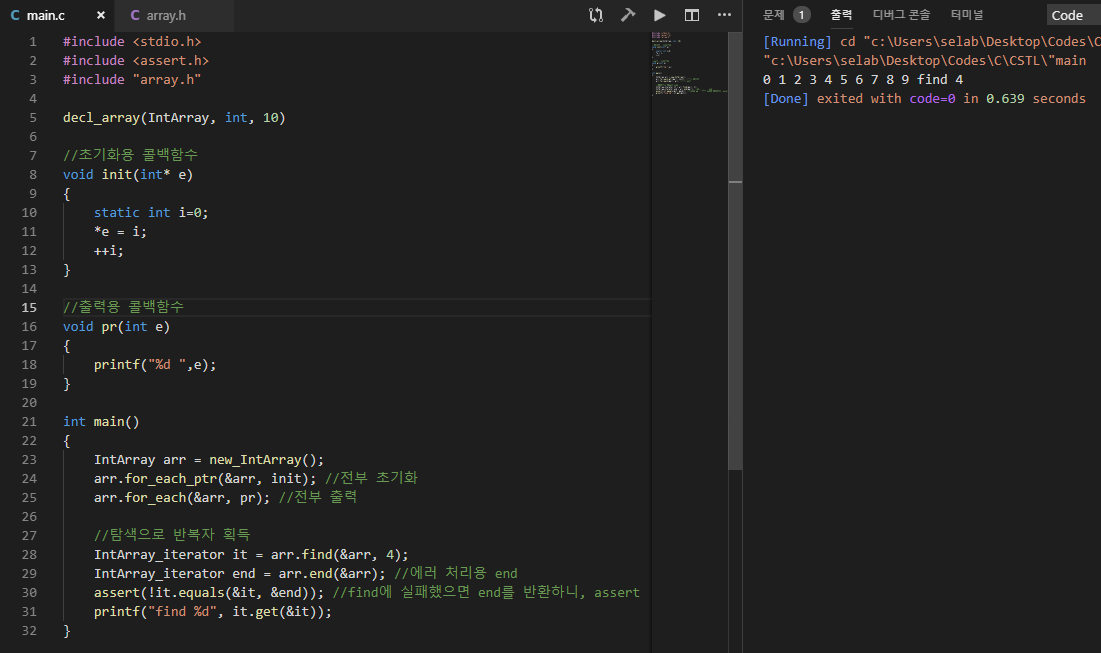 main.c
array.h
1 #include <stdio.h>
2 #include <assert.h>
3 #include "array.h"
4
5 decl_array(IntArray, int, 10)
6
7 //초기화용 콜백함수
8 void init(int* e)
9 {
10 static int i=0;
11 *e = i;
12 ++i;
13 }
14
15 //출력용 콜백함수
16 void pr(int e)
17 {
18 printf("%d ",e);
19 }
20
21 int main()
22 {
23 IntArray arr = new_IntArray();
24 arr.for_each_ptr(&arr, init); //전부 초기화
25 arr.for_each(&arr, pr); //전부 출력
26
27 //탐색으로 반복자 획득
28 IntArray_iterator it = arr.find(&arr, 4);
29 IntArray_iterator end = arr.end(&arr); //에러 처리용 end
30 assert(!it.equals(&it, &end)); //find에 실패했으면 end를 반환하니, assert
31 printf("find %d", it.get(&it));
32 }
문제 1 출력 디버그 콘솔 터미널 Code
[Running] cd "c:\Users\selab\Desktop\Codes\C
"c:\Users\selab\Desktop\Codes\C\CSTL\"main
0 1 2 3 4 5 6 7 8 9 find 4
[Done] exited with code=0 in 0.639 seconds